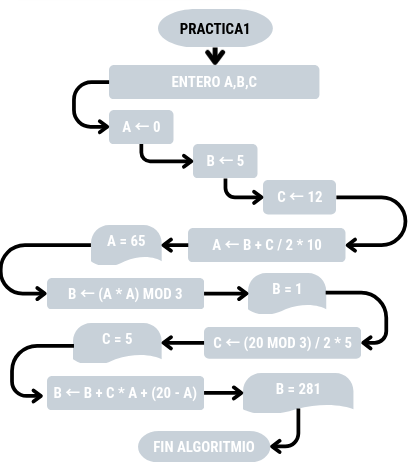 PRACTICA1
ENTERO A,B,C
A ← 0
B ← 5
C ← 12
A ← B + C / 2 * 10
A = 65
B ← (A * A) MOD 3
B = 1
C ← (20 MOD 3) / 2 * 5
C = 5
B ← B + C * A + (20 - A)
B = 281
FIN ALGORITMIO